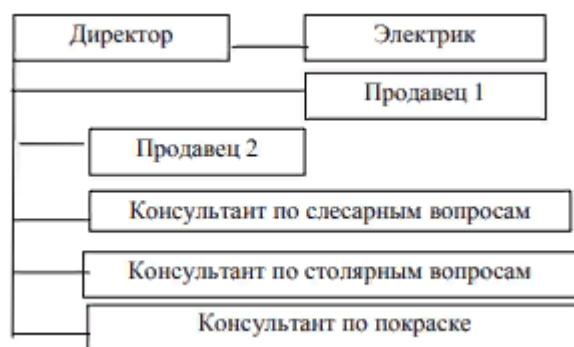 Директор
Электрик
Продавец 1
Продавец 2
Консультант по слесарным вопросам
Консультант по столярным вопросам
Консультант по покраске